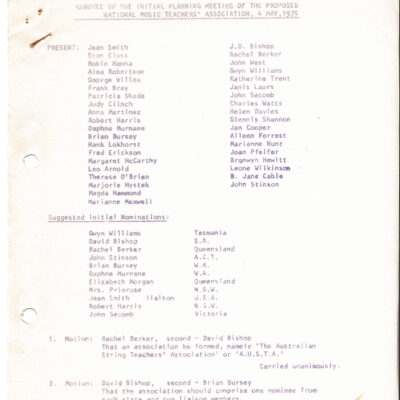 MINUTES OF THE INITIAL PLANNING MEETING OF THE PROPOSED
NATIONAL MUSIC TEACHERS' ASSOCIATION, 4 MAY, 1975
PRESENT: Jean Smith
Stan Closs
Robin Hanna
Alma Robertson
George Willox
Frank Bray
Patricia Shade
Judy Clinch
Anna Martinez
Robert Harris
Daphne Murnane
Brian Bursey
Henk Lokhorst
Fred Erickson
Margaret McCarthy
Leo Arnold
Therese O'Brien
Marjorie Hystek
Magda Hammond
Marianne Maxwell
J.D. Bishop
Rachel Berker
John West
Gwyn Williams
Katherine Trent
Janis Laurs
John Secomb
Charles Watts
Helen Davies
Glennis Shannon
Jan Cooper
Aileen Forrest
Marianne Hunt
Joan Pfeifer
Bronwyn Hewitt
Leone Wilkinson
B. Jane Cable
John Stinson
Suggested Initial Nominations:
Gwyn Williams Tasmania
David Bishop S.A.
Rachel Berker Queensland
John Stinson A.C.T.
Brian Bursey W.A.
Daphne Murnane W.A.
Elizabeth Morgan Queensland
Mrs. Primrose N.S.W.
Jean Smith liaison U.S.A.
Robert Harris N.S.W.
John Secomb Victoria
1. Motion: Rachel Berker, second - David Bishop
That an association be formed, namely 'The Australian
String Teachers' Association' or 'A.U.S.T.A.'
Carried unanimously.
2. Motion: David Bishop, second - Brian Bursey
That the association should comprise one nominee from
each state and two liaison members